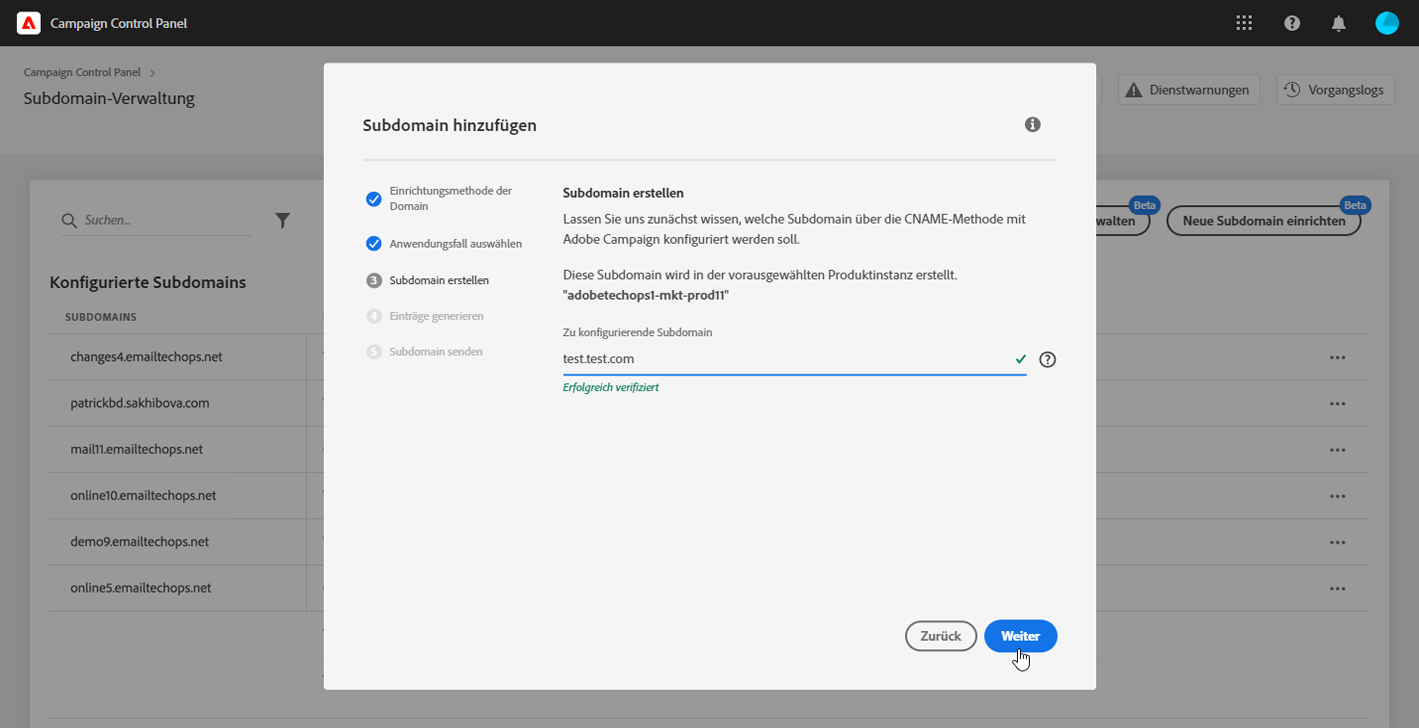 Campaign Control Panel
Campaign Control Panel
Subdomain-Verwaltung
Dienstwarnungen
Vorgangslogs
Subdomain hinzufügen
Einrichtungsmethode der
Domain
Anwendungsfall auswählen
3 Subdomain erstellen
4 Einträge generieren
5 Subdomain senden
Subdomain erstellen
Lassen Sie uns zunächst wissen, welche Subdomain über die CNAME-Methode mit
Adobe Campaign konfiguriert werden soll.
Diese Subdomain wird in der vorausgewählten Produktinstanz erstellt.
"adobetechops1-mkt-prod11"
Zu konfigurierende Subdomain
test.test.com
Erfolgreich verifiziert
Zurück
Weiter
Suchen...
walten
Beta
Neue Subdomain einrichten
Beta
Konfigurierte Subdomains
SUBDOMAINS
changes4.emailtechops.net
patrickbd.sakhibova.com
mail11.emailtechops.net
online10.emailtechops.net
demo9.emailtechops.net
online5.emailtechops.net